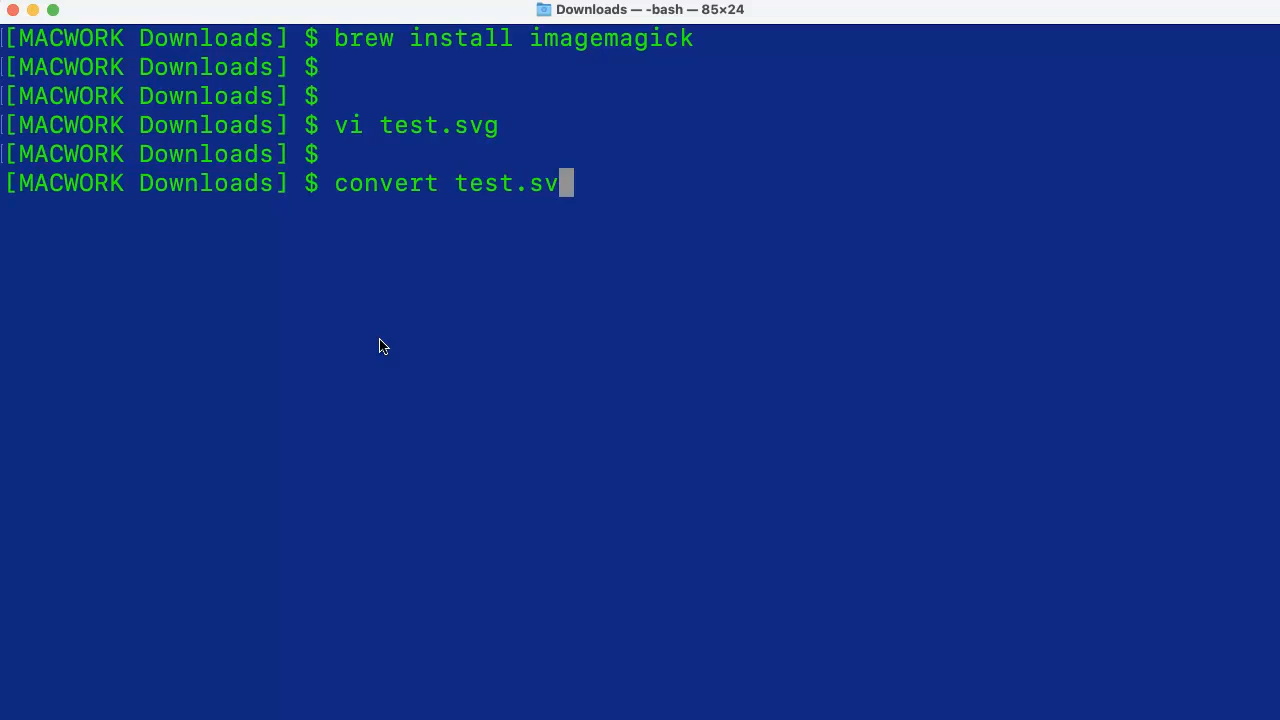 Downloads — -bash — 85×24
[MACWORK Downloads] $ brew install imagemagick
[MACWORK Downloads] $
[MACWORK Downloads] $
[MACWORK Downloads] $ vi test.svg
[MACWORK Downloads] $
[MACWORK Downloads] $ convert test.sv